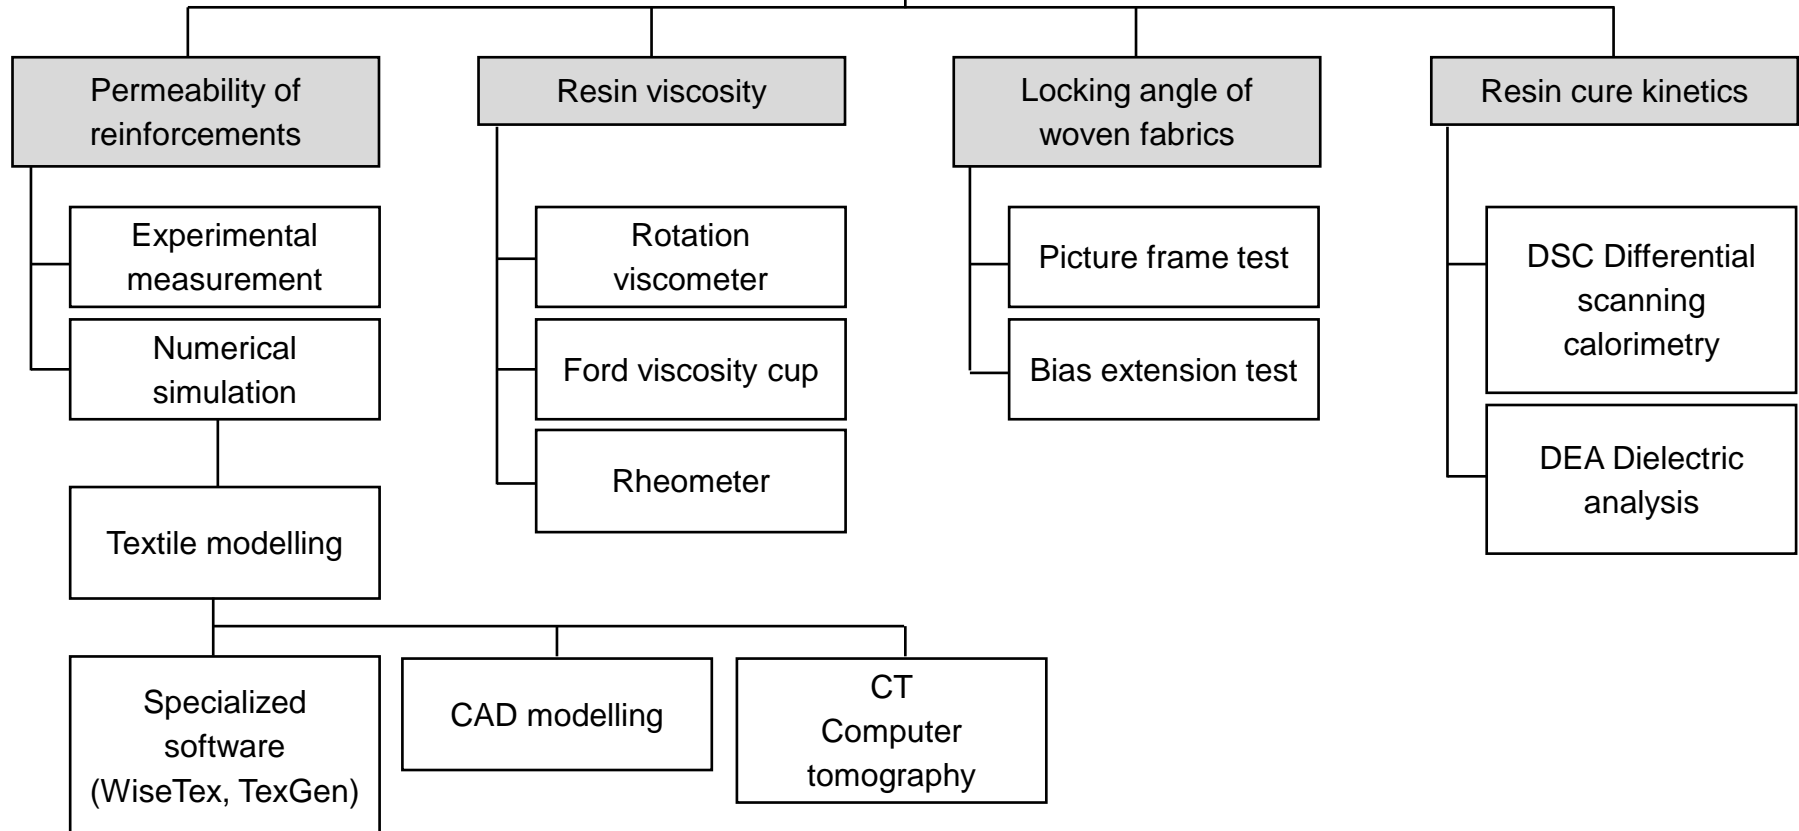 Permeability of
reinforcements
Resin viscosity
Locking angle of
woven fabrics
Resin cure kinetics
Experimental
measurement
Numerical
simulation
Textile modelling
Specialized
software
(WiseTex, TexGen)
CAD modelling
CT
Computer
tomography
Rotation
viscometer
Ford viscosity cup
Rheometer
Picture frame test
Bias extension test
DSC Differential
scanning
calorimetry
DEA Dielectric
analysis